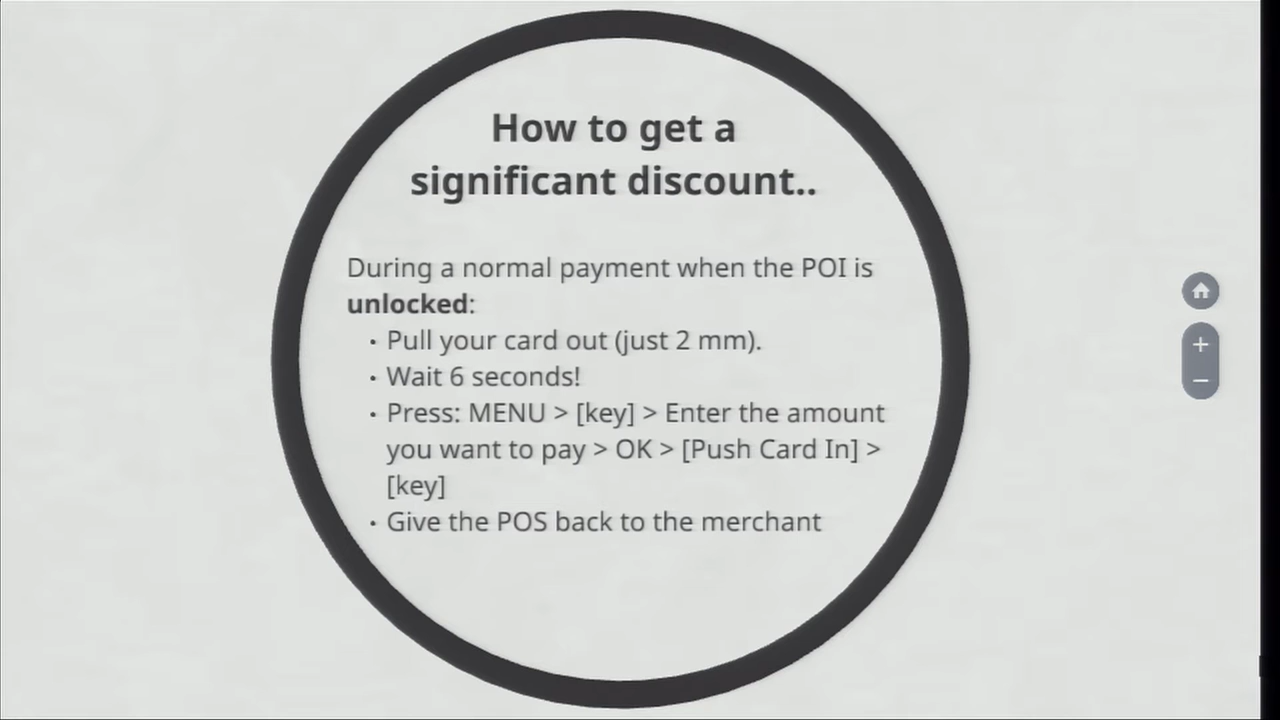 How to get a
significant discount..
During a normal payment when the POI is
unlocked:
• Pull your card out (just 2 mm).
• Wait 6 seconds!
• Press: MENU > [key] > Enter the amount
you want to pay > OK > [Push Card In] >
[key]
• Give the POS back to the merchant